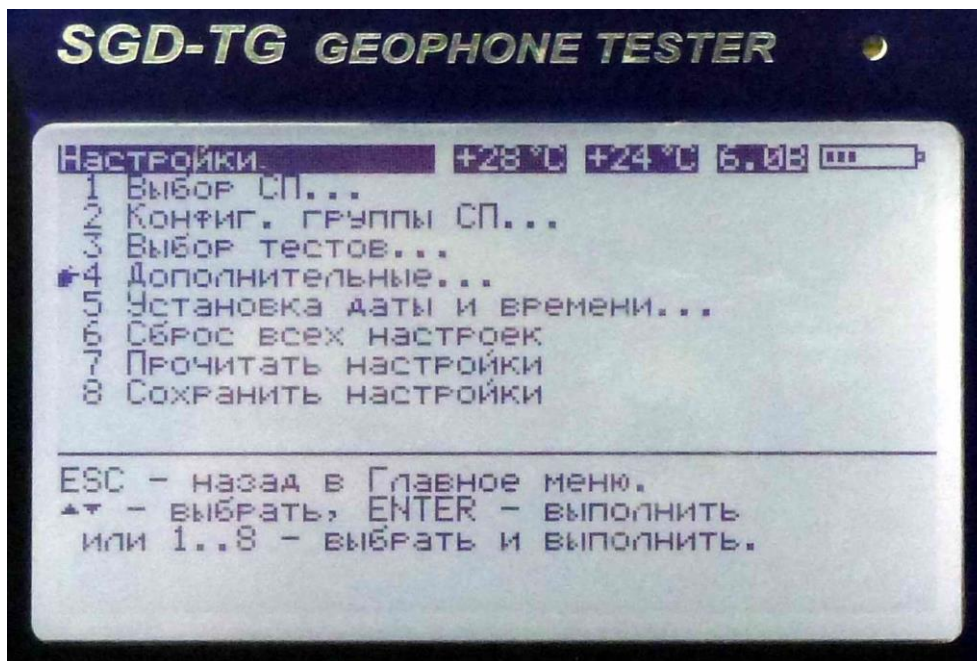 SGD-TG GEOPHONE TESTER
Настройки. +28°C +24°C 6.0В
1 Выбор СП...
2 Конфиг. группы СП...
3 Выбор тестов...
4 Дополнительные...
5 Установка даты и времени...
6 Сброс всех настроек
7 Прочитать настройки
8 Сохранить настройки
ESC - назад в Главное меню.
▲▼ - выбрать, ENTER - выполнить
или 1..8 - выбрать и выполнить.